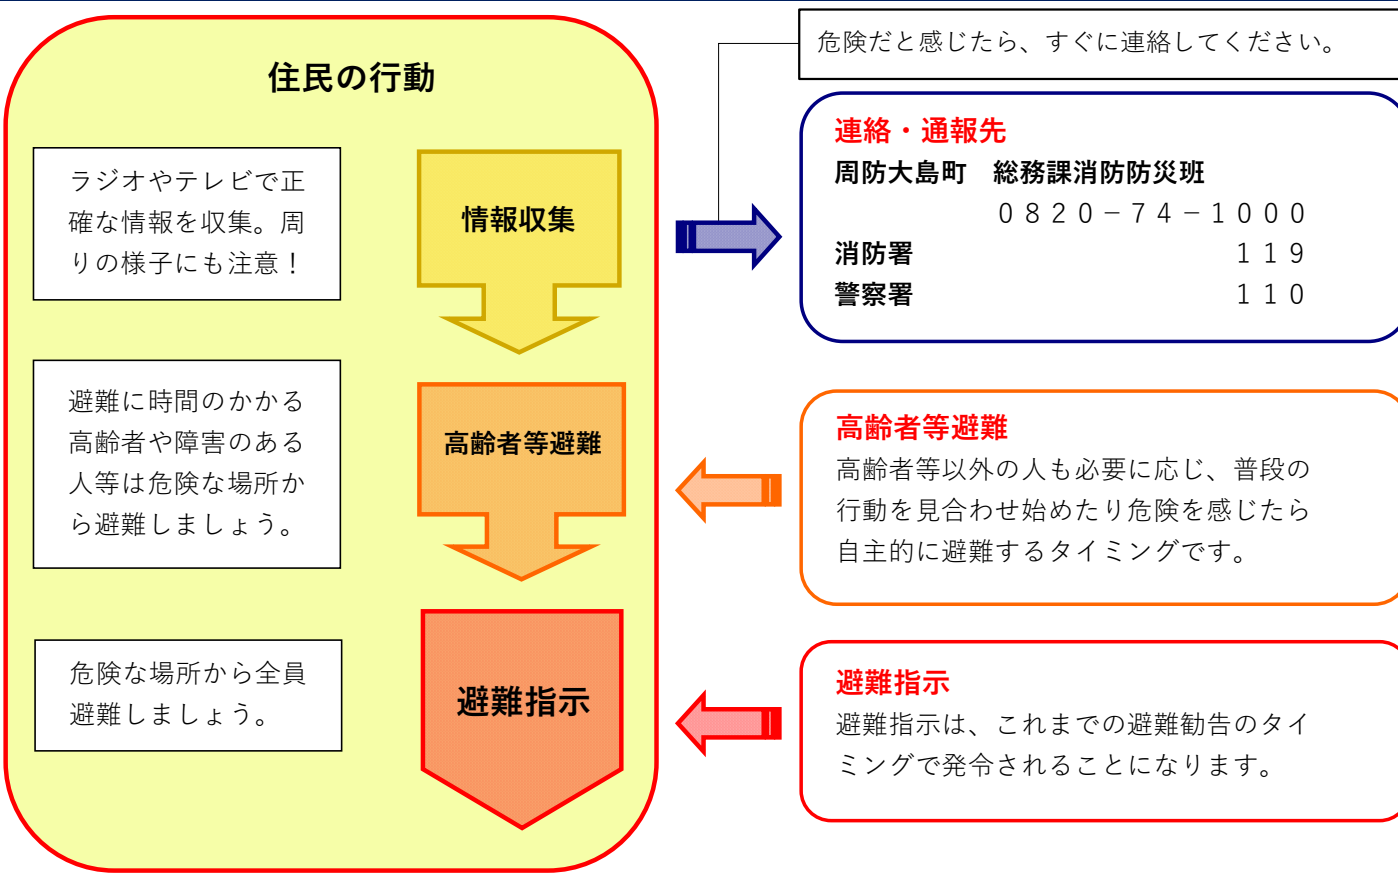 住民の行動
ラジオやテレビで正
確な情報を収集。周
りの様子にも注意！
情報収集
避難に時間のかかる
高齢者や障害のある
人等は危険な場所か
ら避難しましょう。
高齢者等避難
危険な場所から全員
避難しましょう。
避難指示
危険だと感じたら、すぐに連絡してください。
連絡・通報先
周防大島町　総務課消防防災班
０８２０－７４－１０００
消防署　１１９
警察署　１１０
高齢者等避難
高齢者等以外の人も必要に応じ、普段の
行動を見合わせ始めたり危険を感じたら
自主的に避難するタイミングです。
避難指示
避難指示は、これまでの避難勧告のタイ
ミングで発令されることになります。